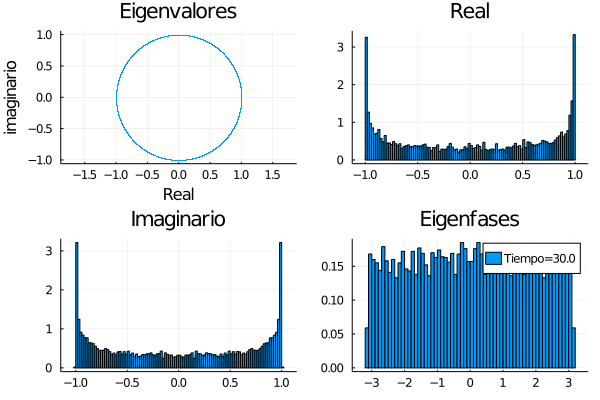 Eigenvalores
1.0
0.5
0.0
−0.5
−1.0
imaginario
−1.5 −1.0 −0.5 0.0 0.5 1.0 1.5
Real
Real
3
2
1
0
−1.0 −0.5 0.0 0.5 1.0
Imaginario
3
2
1
0
−1.0 −0.5 0.0 0.5 1.0
Eigenfases
Tiempo=30.0
0.15
0.10
0.05
0.00
−3 −2 −1 0 1 2 3